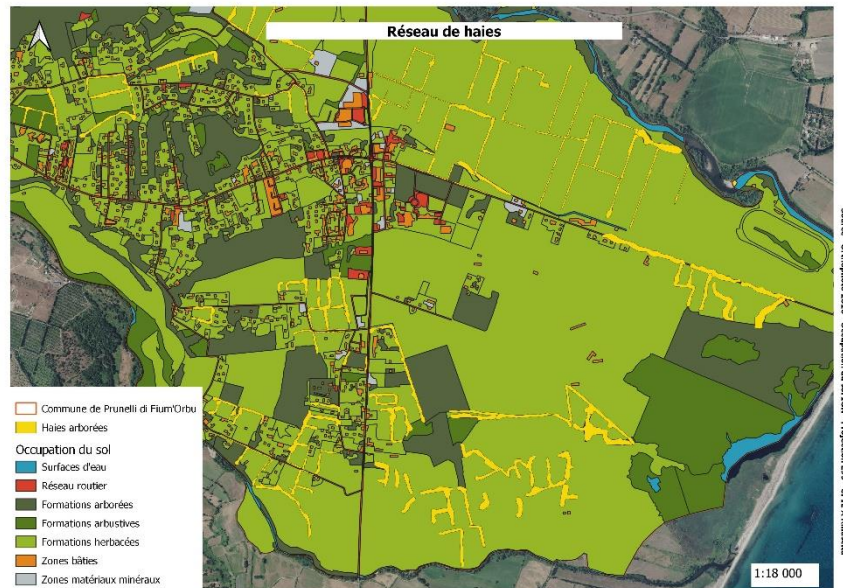 Réseau de haies
Commune de Prunelli di Fium'Orbu
Haies arborées
Occupation du sol
Surfaces d'eau
Réseau routier
Formations arborées
Formations arbustives
Formations herbacées
Zones bâties
Zones matériaux minéraux
1:18 000